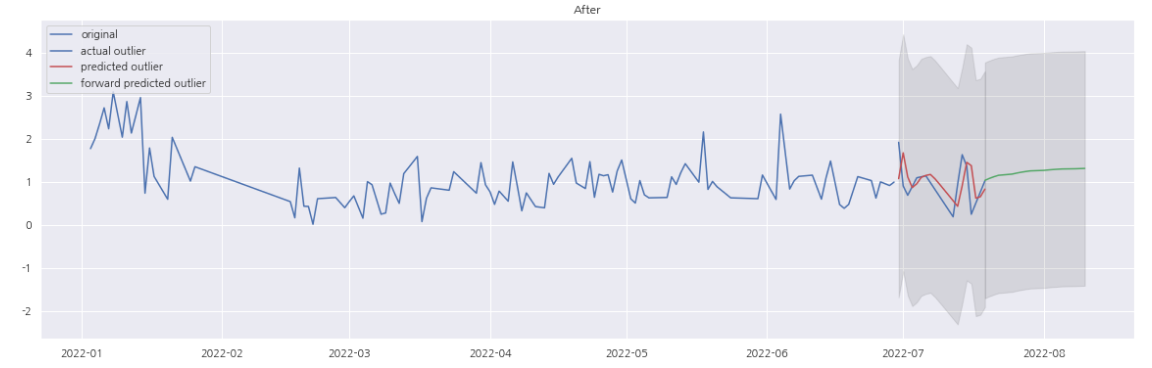 After
original
actual outlier
predicted outlier
forward predicted outlier
4
3
2
1
0
-1
-2
2022-01 2022-02 2022-03 2022-04 2022-05 2022-06 2022-07 2022-08